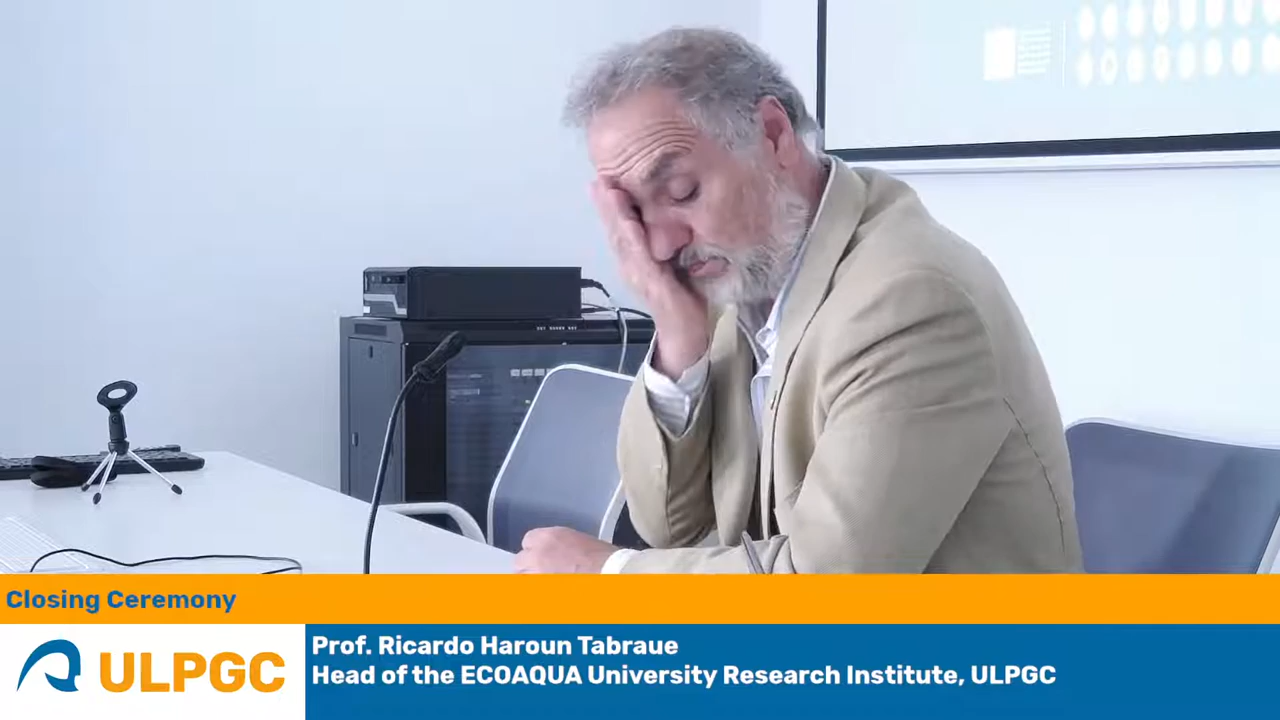 Closing Ceremony
ULPGC
Prof. Ricardo Haroun Tabraue
Head of the ECOAQUA University Research Institute, ULPGC